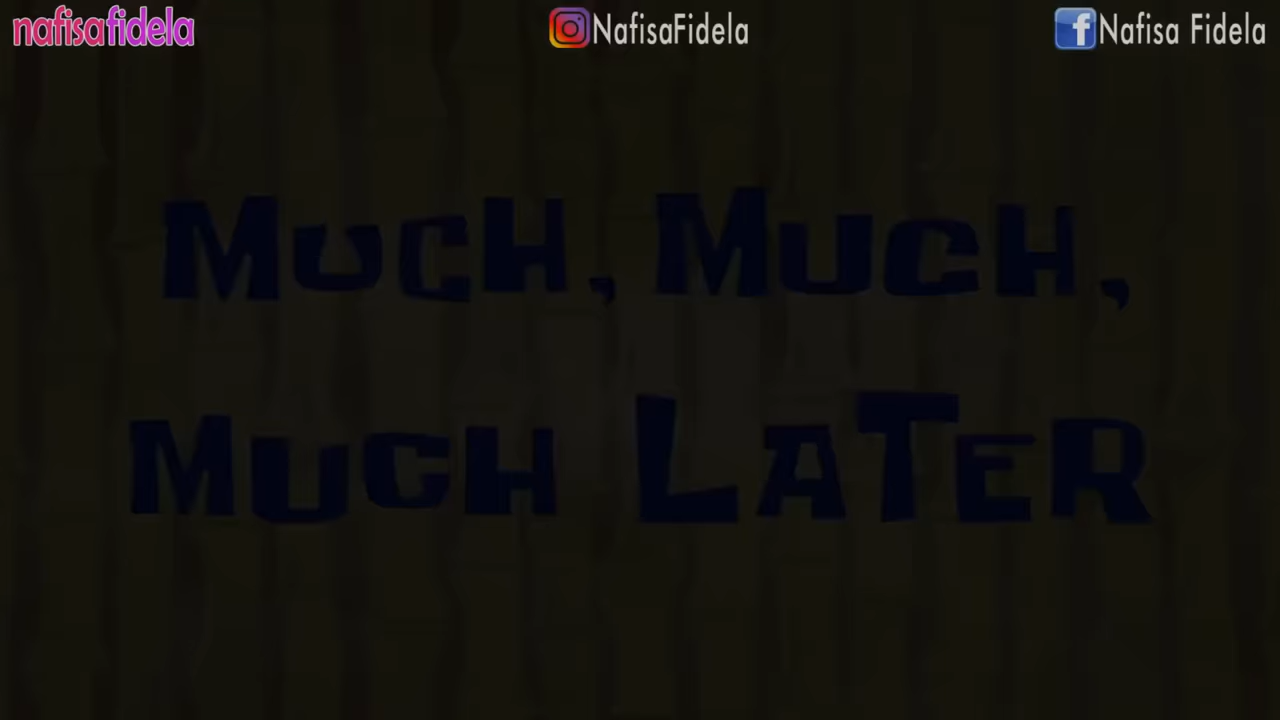 nafisafidela
NafisaFidela
Nafisa Fidela
MUCH, MUCH,
MUCH LATER